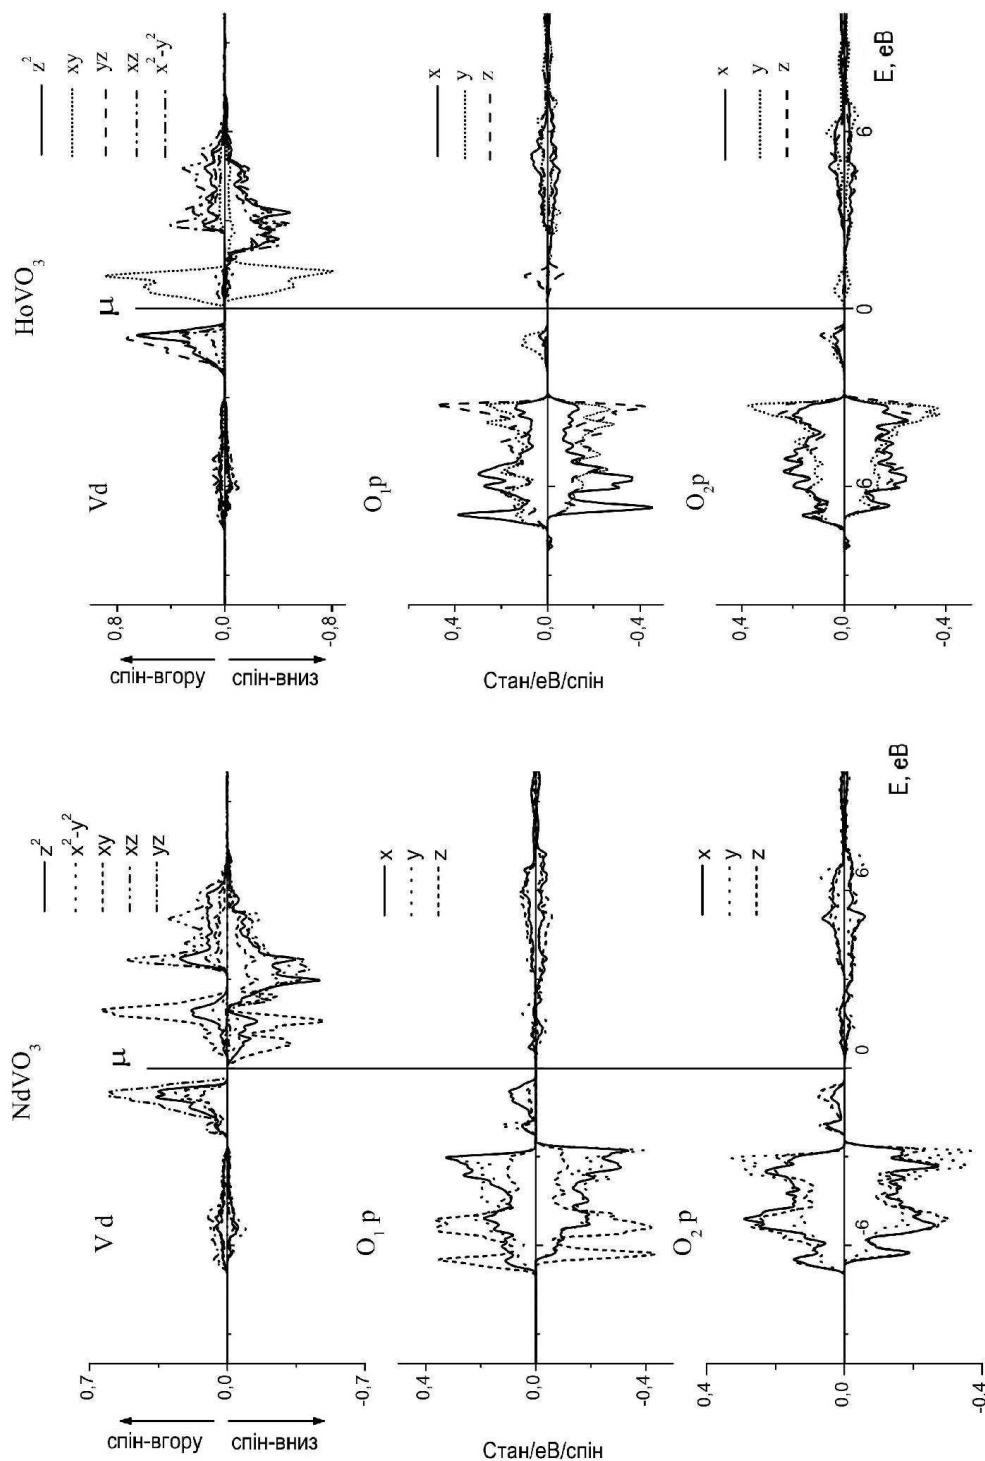 NdVO3
спін-вгору
спін-вниз
0,7
0,0
-0,7
V d
μ
z2
x2-y2
xy
xz
yz
0,4
0,0
-0,4
O1 p
x
y
z
Стан/еВ/спін
0,4
0,0
-0,4
O2 p
x
y
z
-6
0
6
E, еВ
HoVO3
спін-вгору
спін-вниз
0,8
0,0
-0,8
Vd
μ
z2
xy
yz
xz
x2-y2
0,4
0,0
-0,4
O1p
x
y
z
Стан/еВ/спін
0,4
0,0
-0,4
O2p
x
y
z
-6
0
6
E, еВ